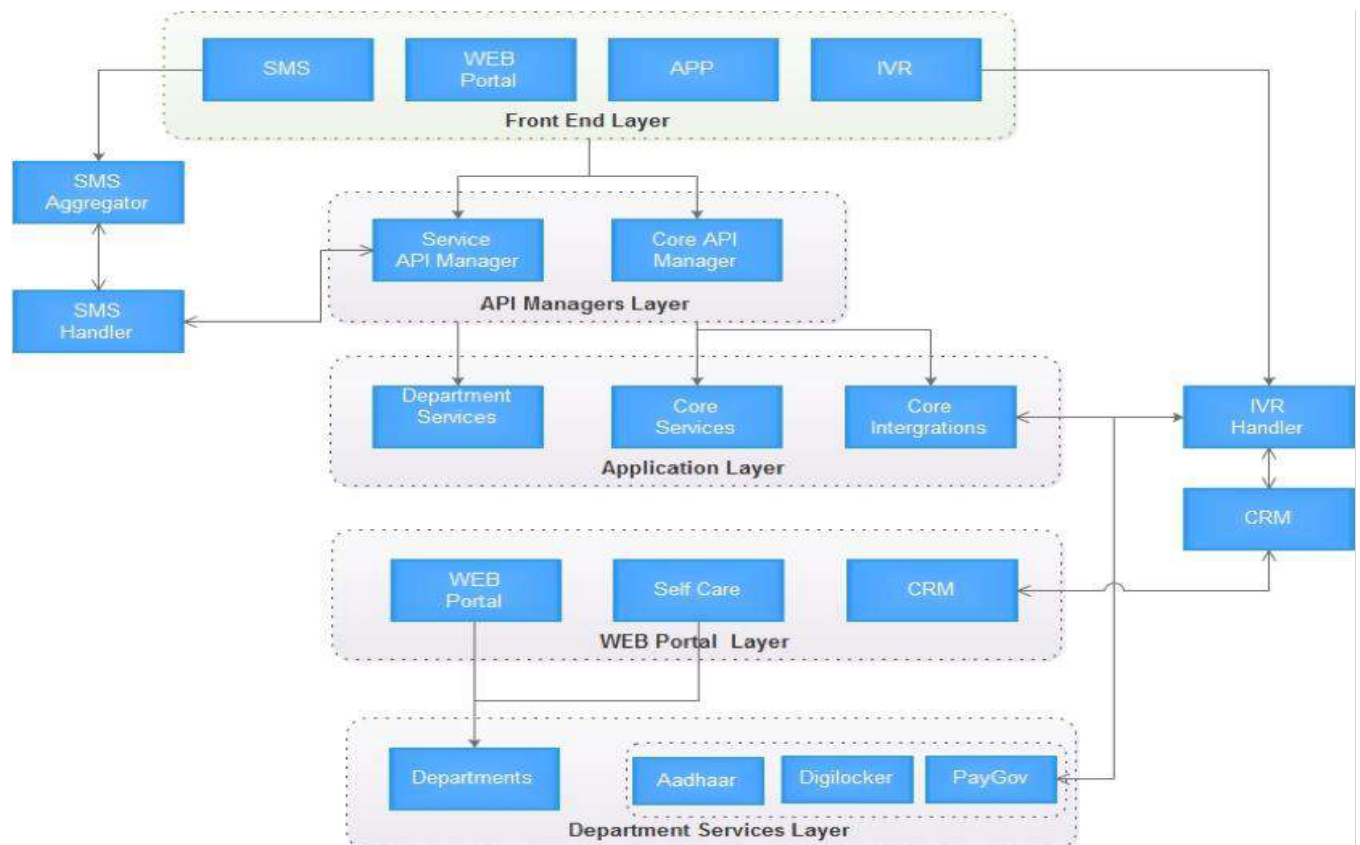 SMS
WEB
Portal
APP
IVR
Front End Layer
SMS
Aggregator
Service
API Manager
Core API
Manager
API Managers Layer
SMS
Handler
Department
Services
Core
Services
Core
Intergrations
IVR
Handler
Application Layer
CRM
WEB
Portal
Self Care
CRM
WEB Portal Layer
Departments
Aadhaar
Digilocker
PayGov
Department Services Layer